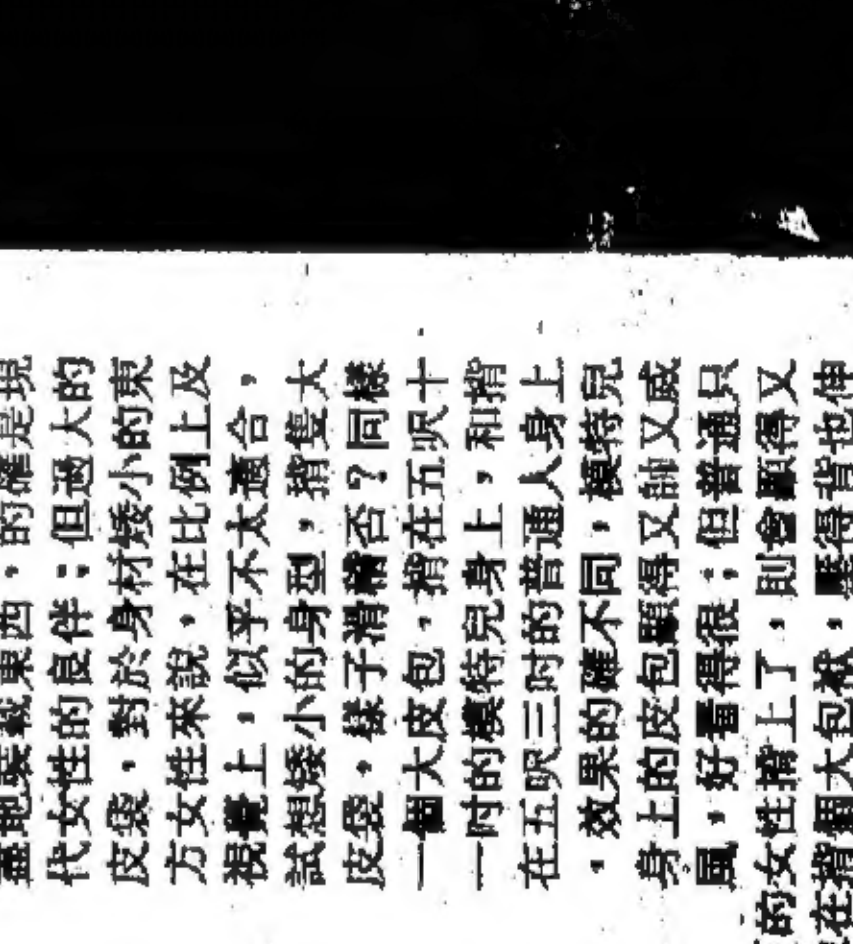 東西，的確是現
代女性的良伴；但過大的
皮袋，對於身材矮小的東
方女性來說，在比例上及
視覺上，似乎不太適合，
試想矮小的身型，揹隻大
皮袋，樣子滑稽否？同樣
一個大皮包，揹在五呎十
一吋的模特兒身上，和揹
在五呎三吋的普通人身上
，效果的確不同，模特兒
身上的皮包顯得又帥又威
風，好看得很；但普通只
的女性揹上了，則會顯得又
在揹個大包袱，壓得背也伸